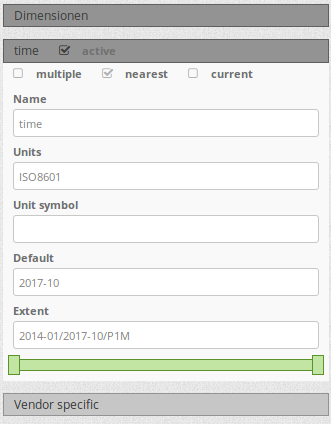 Dimensionen
time active
multiple nearest current
Name
time
Units
ISO8601
Unit symbol
Default
2017-10
Extent
2014-01/2017-10/P1M
Vendor specific